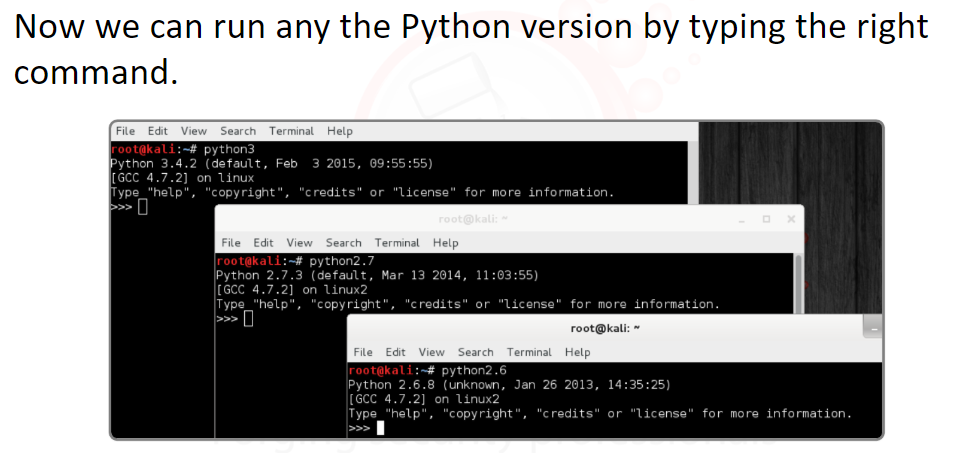 Now we can run any the Python version by typing the right
command.
File Edit View Search Terminal Help
root@kali:~# python3
Python 3.4.2 (default, Feb  3 2015, 09:55:55)
[GCC 4.7.2] on linux
Type "help", "copyright", "credits" or "license" for more information.
>>>
root@kali: ~
File Edit View Search Terminal Help
root@kali:~# python2.7
Python 2.7.3 (default, Mar 13 2014, 11:03:55)
[GCC 4.7.2] on linux2
Type "help", "copyright", "credits" or "license" for more information.
>>>
root@kali: ~
File Edit View Search Terminal Help
root@kali:~# python2.6
Python 2.6.8 (unknown, Jan 26 2013, 14:35:25)
[GCC 4.7.2] on linux2
Type "help", "copyright", "credits" or "license" for more information.
>>>